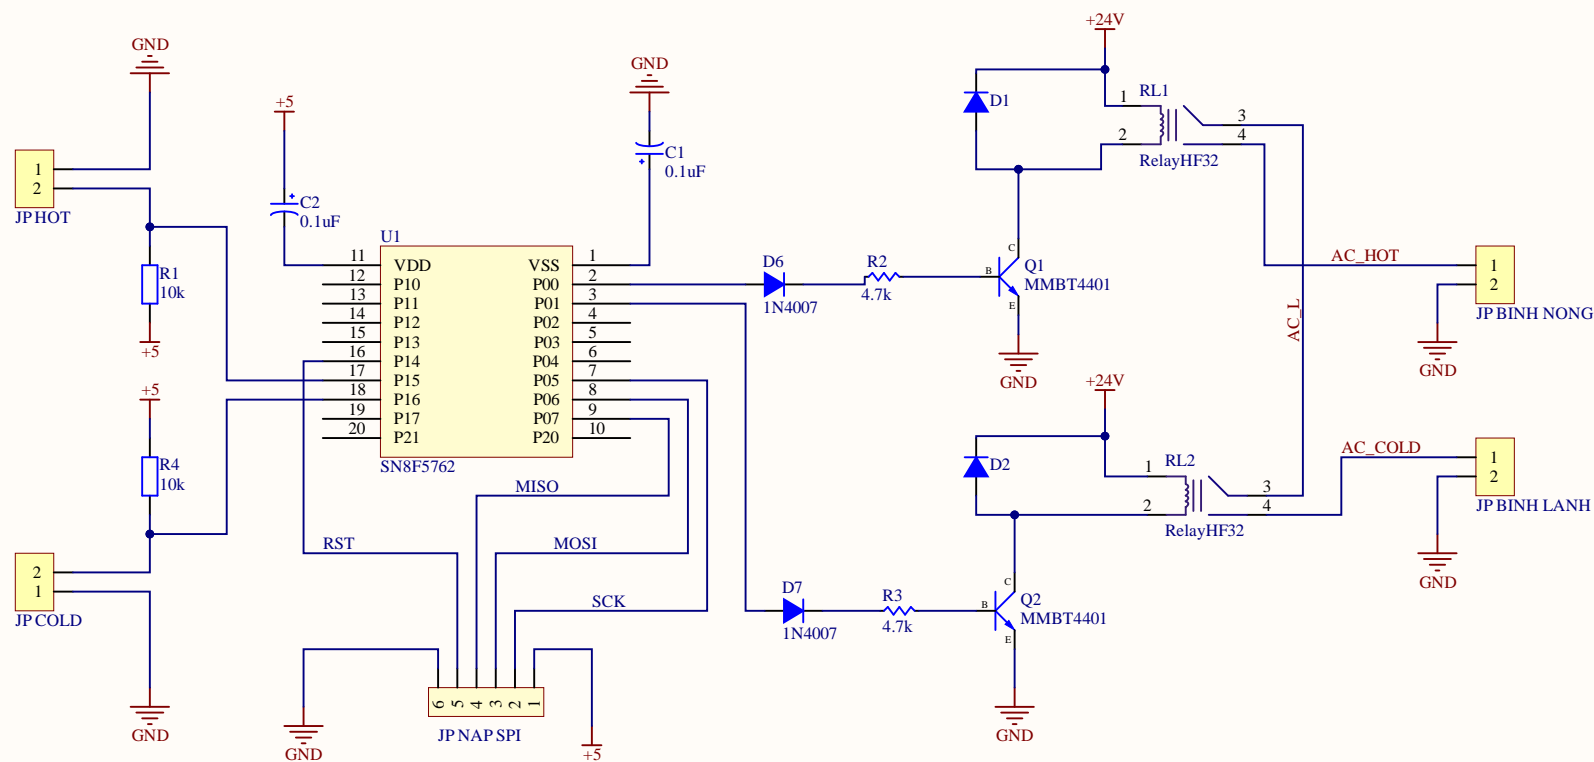 +24V
GND
GND
+5
D1
RL1
1
2
3
4
RelayHF32
C1
0.1uF
1
2
JP HOT
C2
0.1uF
R1
10k
+5
U1
11
12
13
14
15
16
17
18
19
20
VDD
P10
P11
P12
P13
P14
P15
P16
P17
P21
VSS
P00
P01
P02
P03
P04
P05
P06
P07
P20
1
2
3
4
5
6
7
8
9
10
SN8F5762
D6
1N4007
R2
4.7k
C
B
E
Q1
MMBT4401
GND
AC_HOT
AC_L
1
2
JP BINH NONG
GND
+5
R4
10k
2
1
JP COLD
GND
+24V
D2
RL2
1
2
3
4
RelayHF32
AC_COLD
1
2
JP BINH LANH
GND
MISO
RST
MOSI
SCK
D7
1N4007
R3
4.7k
C
B
E
Q2
MMBT4401
GND
GND
6
5
4
3
2
1
JP NAP SPI
+5